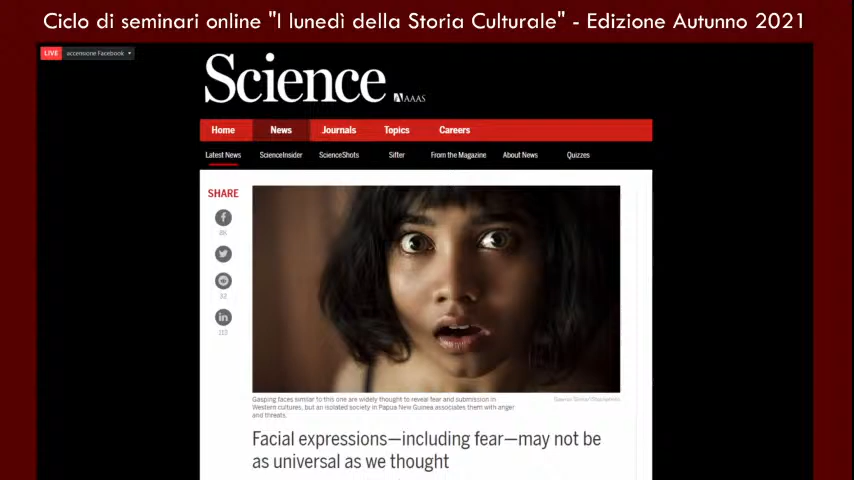 Ciclo di seminari online "I lunedì della Storia Culturale" - Edizione Autunno 2021
LIVE
accensione Facebook
Science
AAAS
Home News Journals Topics Careers
Latest News ScienceInsider ScienceShots Sifter From the Magazine About News Quizzes
SHARE
Gasping faces similar to this one are widely thought to reveal fear and submission in
Western cultures, but an isolated society in Papua New Guinea associates them with anger
and threats.
Facial expressions—including fear—may not be
as universal as we thought